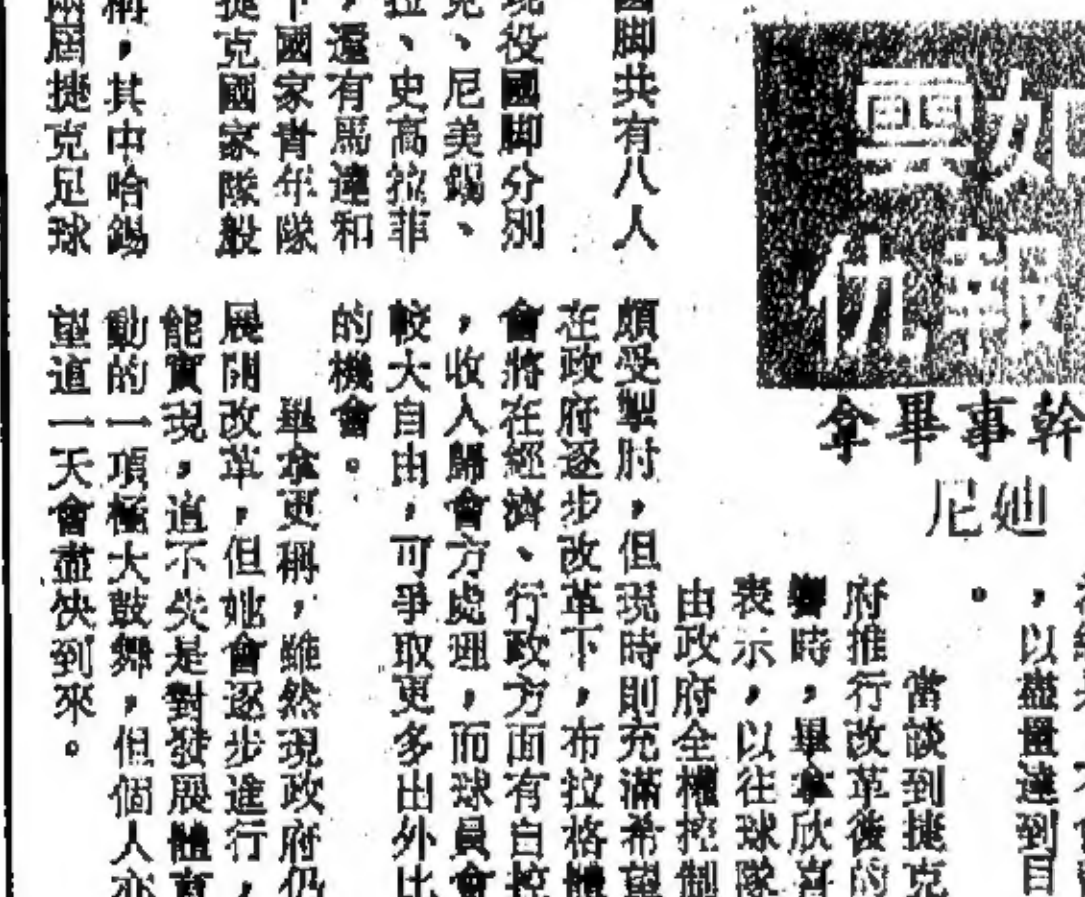 如雲
報仇
幹事畢拿
廸尼
脚共有八人
現役國脚分別
克、尼美錫、
拉、史高拉菲
，還有馬達和
下國家青年隊
捷克國家隊般
稱，其中哈錫
兩屆捷克足球
，以盡量達到目
。
當談到捷克
府推行改革後的
響時，畢拿欣喜
表示，以往球隊
由政府全權控制
頗受掣肘，但現時則充滿希望
在政府逐步改革下，布拉格體
會將在經濟、行政方面有自控
，收入歸會方處理，而球員會
較大自由，可爭取更多出外比
的機會。
畢拿更稱，雖然現政府仍
展開改革，但她會逐步進行，
能實現，這不失是對發展體育
動的一項極大鼓舞，但個人亦
望這一天會盡快到來。